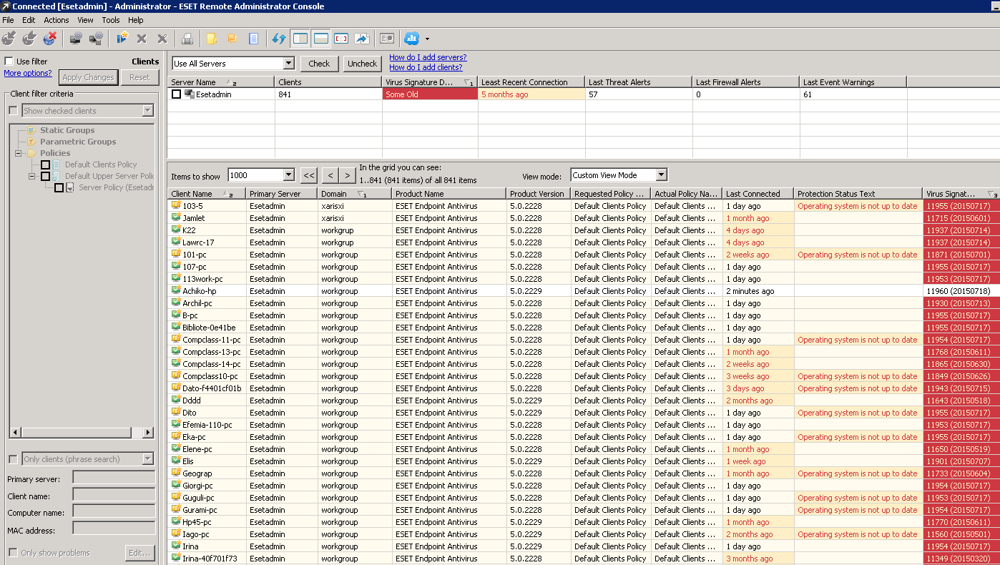 Connected [Esetadmin] - Administrator - ESET Remote Administrator Console
File Edit Actions View Tools Help
Use filter Clients
More options? Apply Changes Reset
Client filter criteria
Show checked clients
Static Groups
Parametric Groups
Policies
Default Clients Policy
Default Upper Server Polic
Server Policy (Esetadr
Only clients (phrase search)
Primary server:
Client name:
Computer name:
MAC address:
Only show problems Edit...
Use All Servers Check Uncheck
How do I add servers?
How do I add clients?
Server Name 2 Clients Virus Signature D... 1 Least Recent Connection Last Threat Alerts Last Firewall Alerts Last Event Warnings
Esetadmin 841 Some Old 5 months ago 57 0 61
Items to show 1000 << < > In the grid you can see:
1..841 (841 items) of all 841 items
View mode: Custom View Mode
Client Name 2 Primary Server Domain 1 Product Name Product Version Requested Policy ... Actual Policy Na... Last Connected Protection Status Text Virus Signat... 3
103-5 Esetadmin xarisxi ESET Endpoint Antivirus 5.0.2228 Default Clients Policy Default Clients ... 1 day ago Operating system is not up to date 11955 (20150717)
Jamlet Esetadmin xarisxi ESET Endpoint Antivirus 5.0.2228 Default Clients Policy Default Clients ... 1 month ago 11715 (20150601)
K22 Esetadmin workgrup ESET Endpoint Antivirus 5.0.2228 Default Clients Policy Default Clients ... 4 days ago 11937 (20150714)
Lawrc-17 Esetadmin workgrup ESET Endpoint Antivirus 5.0.2228 Default Clients Policy Default Clients ... 4 days ago 11937 (20150714)
101-pc Esetadmin workgroup ESET Endpoint Antivirus 5.0.2228 Default Clients Policy Default Clients ... 2 weeks ago Operating system is not up to date 11871 (20150701)
107-pc Esetadmin workgroup ESET Endpoint Antivirus 5.0.2228 Default Clients Policy Default Clients ... 1 day ago 11955 (20150717)
113work-pc Esetadmin workgroup ESET Endpoint Antivirus 5.0.2228 Default Clients Policy Default Clients ... 1 day ago 11953 (20150717)
Achiko-hp Esetadmin workgroup ESET Endpoint Antivirus 5.0.2229 Default Clients Policy Default Clients ... 2 minutes ago 11960 (20150718)
Archil-pc Esetadmin workgroup ESET Endpoint Antivirus 5.0.2228 Default Clients Policy Default Clients ... 1 day ago 11930 (20150713)
B-pc Esetadmin workgroup ESET Endpoint Antivirus 5.0.2228 Default Clients Policy Default Clients ... 1 day ago 11955 (20150717)
Bibliote-0e41be Esetadmin workgroup ESET Endpoint Antivirus 5.0.2228 Default Clients Policy Default Clients ... 1 day ago 11955 (20150717)
Compclass-11-pc Esetadmin workgroup ESET Endpoint Antivirus 5.0.2228 Default Clients Policy Default Clients ... 1 day ago Operating system is not up to date 11954 (20150717)
Compclass-13-pc Esetadmin workgroup ESET Endpoint Antivirus 5.0.2228 Default Clients Policy Default Clients ... 1 month ago 11768 (20150611)
Compclass-14-pc Esetadmin workgroup ESET Endpoint Antivirus 5.0.2228 Default Clients Policy Default Clients ... 2 weeks ago 11865 (20150630)
Compclass10-pc Esetadmin workgroup ESET Endpoint Antivirus 5.0.2228 Default Clients Policy Default Clients ... 3 weeks ago Operating system is not up to date 11849 (20150626)
Dato-f4401cf01b Esetadmin workgroup ESET Endpoint Antivirus 5.0.2228 Default Clients Policy Default Clients ... 3 days ago Operating system is not up to date 11943 (20150715)
Dddd Esetadmin workgroup ESET Endpoint Antivirus 5.0.2229 Default Clients Policy Default Clients ... 2 months ago 11643 (20150518)
Dito Esetadmin workgroup ESET Endpoint Antivirus 5.0.2229 Default Clients Policy Default Clients ... 1 day ago Operating system is not up to date 11955 (20150717)
Efemia-110-pc Esetadmin workgroup ESET Endpoint Antivirus 5.0.2229 Default Clients Policy Default Clients ... 1 day ago 11953 (20150717)
Eka-pc Esetadmin workgroup ESET Endpoint Antivirus 5.0.2228 Default Clients Policy Default Clients ... 1 day ago Operating system is not up to date 11955 (20150717)
Elene-pc Esetadmin workgroup ESET Endpoint Antivirus 5.0.2228 Default Clients Policy Default Clients ... 1 month ago 11650 (20150519)
Elis Esetadmin workgroup ESET Endpoint Antivirus 5.0.2229 Default Clients Policy Default Clients ... 1 week ago 11901 (20150707)
Geograp Esetadmin workgroup ESET Endpoint Antivirus 5.0.2228 Default Clients Policy Default Clients ... 1 month ago Operating system is not up to date 11733 (20150604)
Giorgi-pc Esetadmin workgroup ESET Endpoint Antivirus 5.0.2228 Default Clients Policy Default Clients ... 1 day ago 11954 (20150717)
Guguli-pc Esetadmin workgroup ESET Endpoint Antivirus 5.0.2229 Default Clients Policy Default Clients ... 1 day ago Operating system is not up to date 11953 (20150717)
Gurami-pc Esetadmin workgroup ESET Endpoint Antivirus 5.0.2228 Default Clients Policy Default Clients ... 1 day ago Operating system is not up to date 11954 (20150717)
Hp45-pc Esetadmin workgroup ESET Endpoint Antivirus 5.0.2229 Default Clients Policy Default Clients ... 1 month ago 11770 (20150611)
Iago-pc Esetadmin workgroup ESET Endpoint Antivirus 5.0.2229 Default Clients Policy Default Clients ... 2 months ago Operating system is not up to date 11560 (20150501)
Irina Esetadmin workgroup ESET Endpoint Antivirus 5.0.2229 Default Clients Policy Default Clients ... 1 day ago 11954 (20150717)
Irina-40f701f73 Esetadmin workgroup ESET Endpoint Antivirus 5.0.2228 Default Clients Policy Default Clients ... 3 months ago 11349 (20150320)